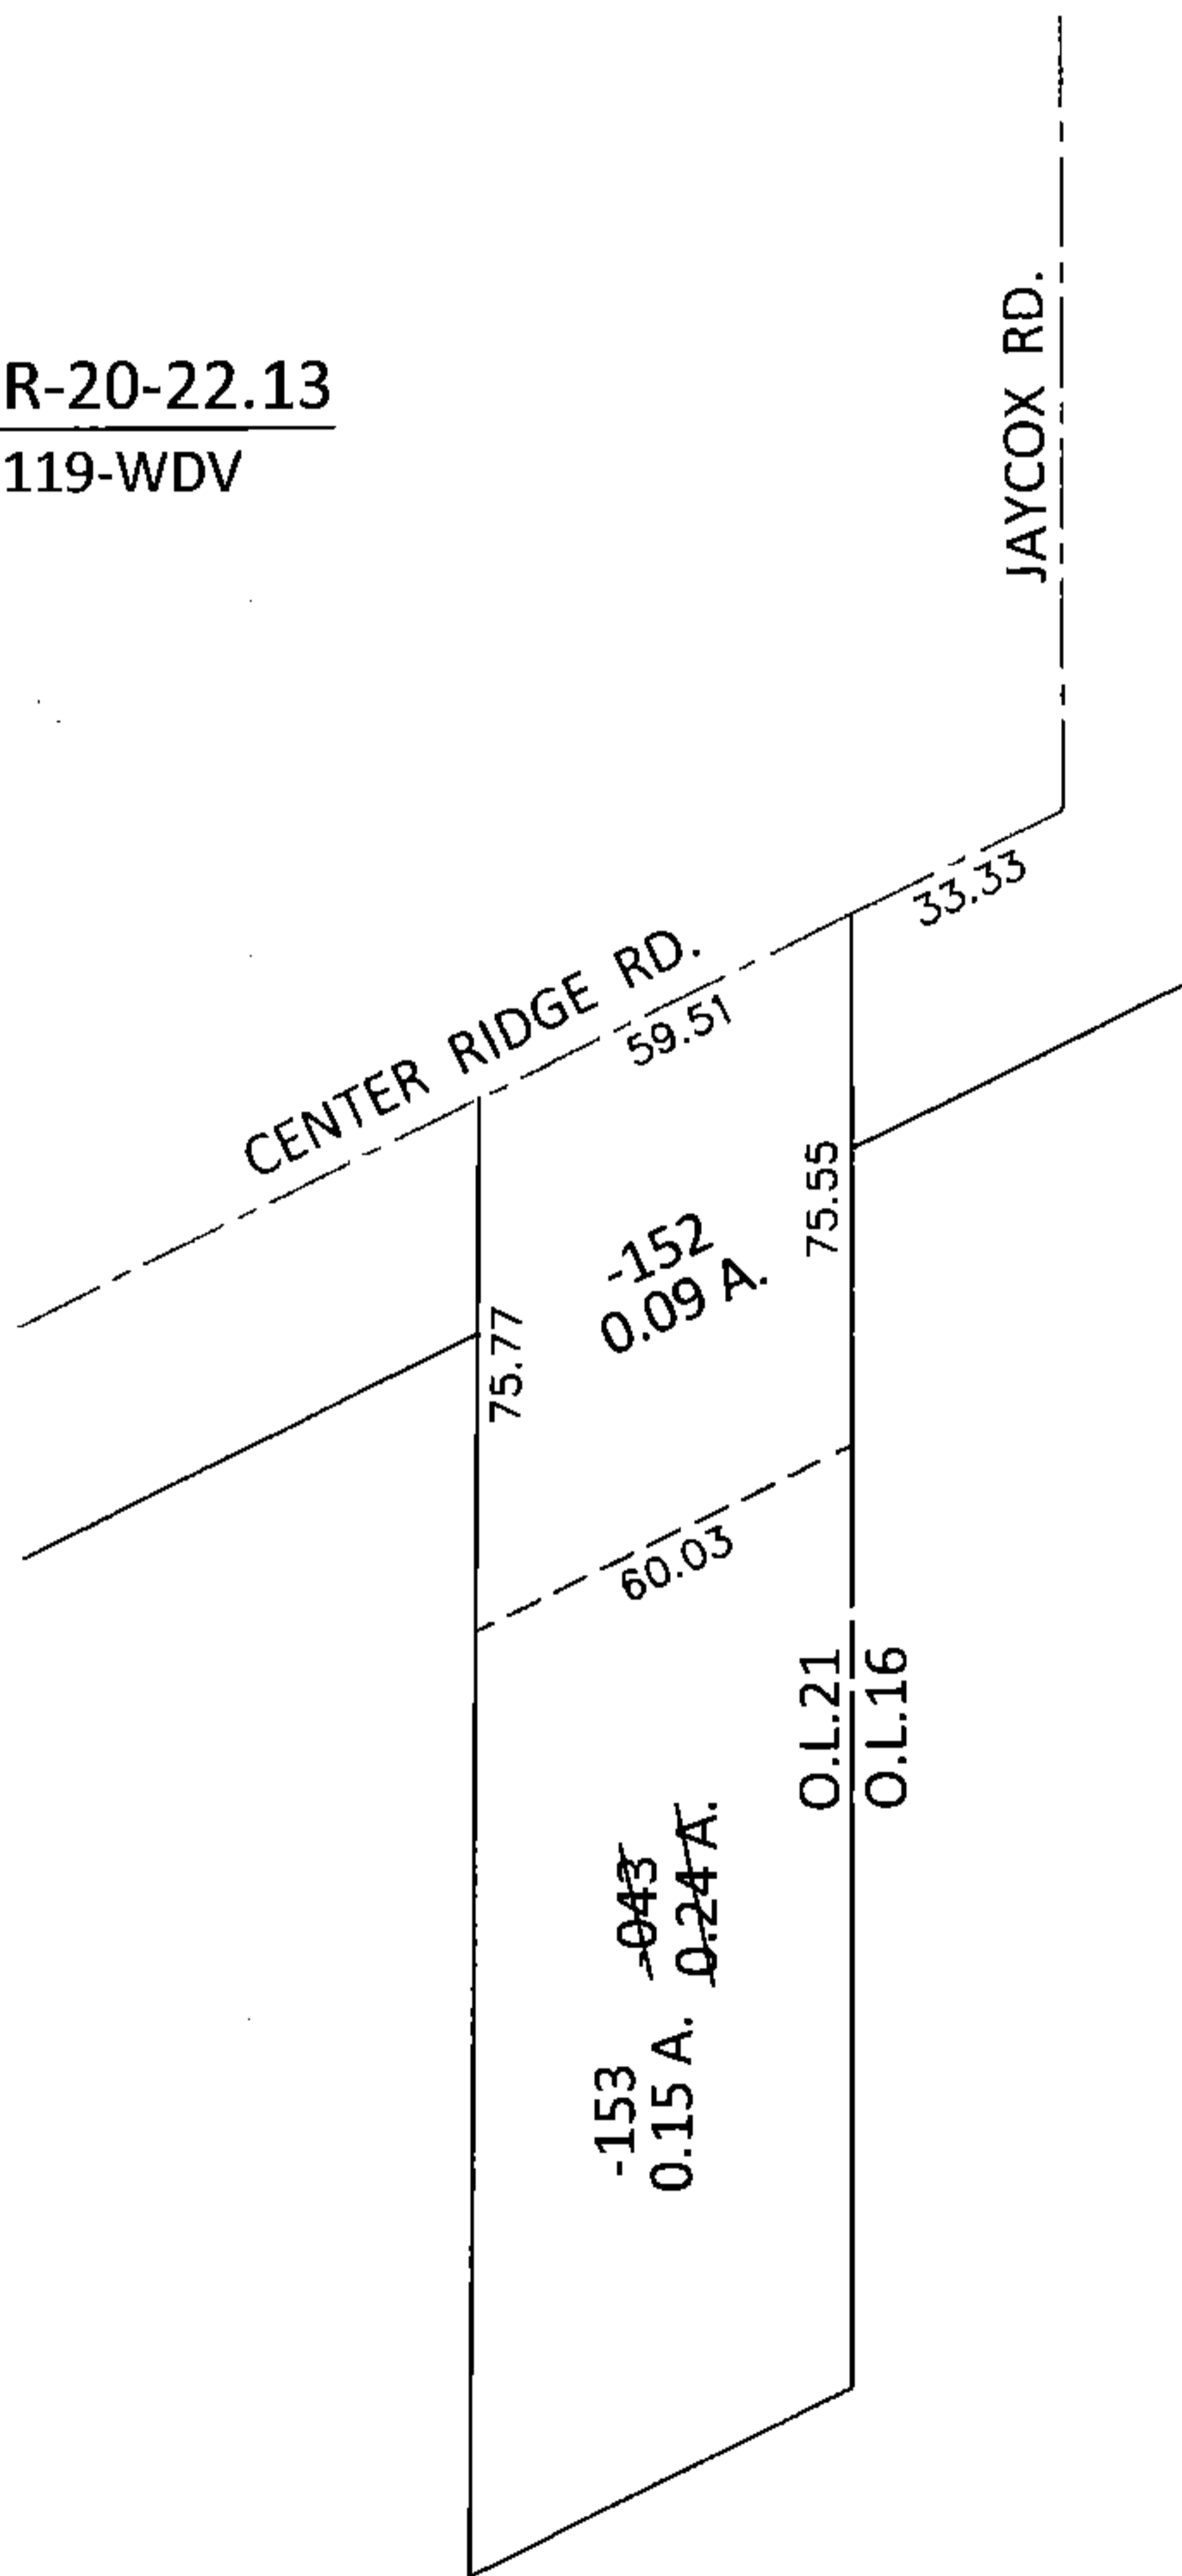 R-20-22.13
119-WDV
JAYCOX RD.
33.33
CENTER RIDGE RD.
59.51
75.55
-152
0.09 A.
75.77
60.03
O.L.21
O.L.16
-043
0.24 A.
-153
0.15 A.